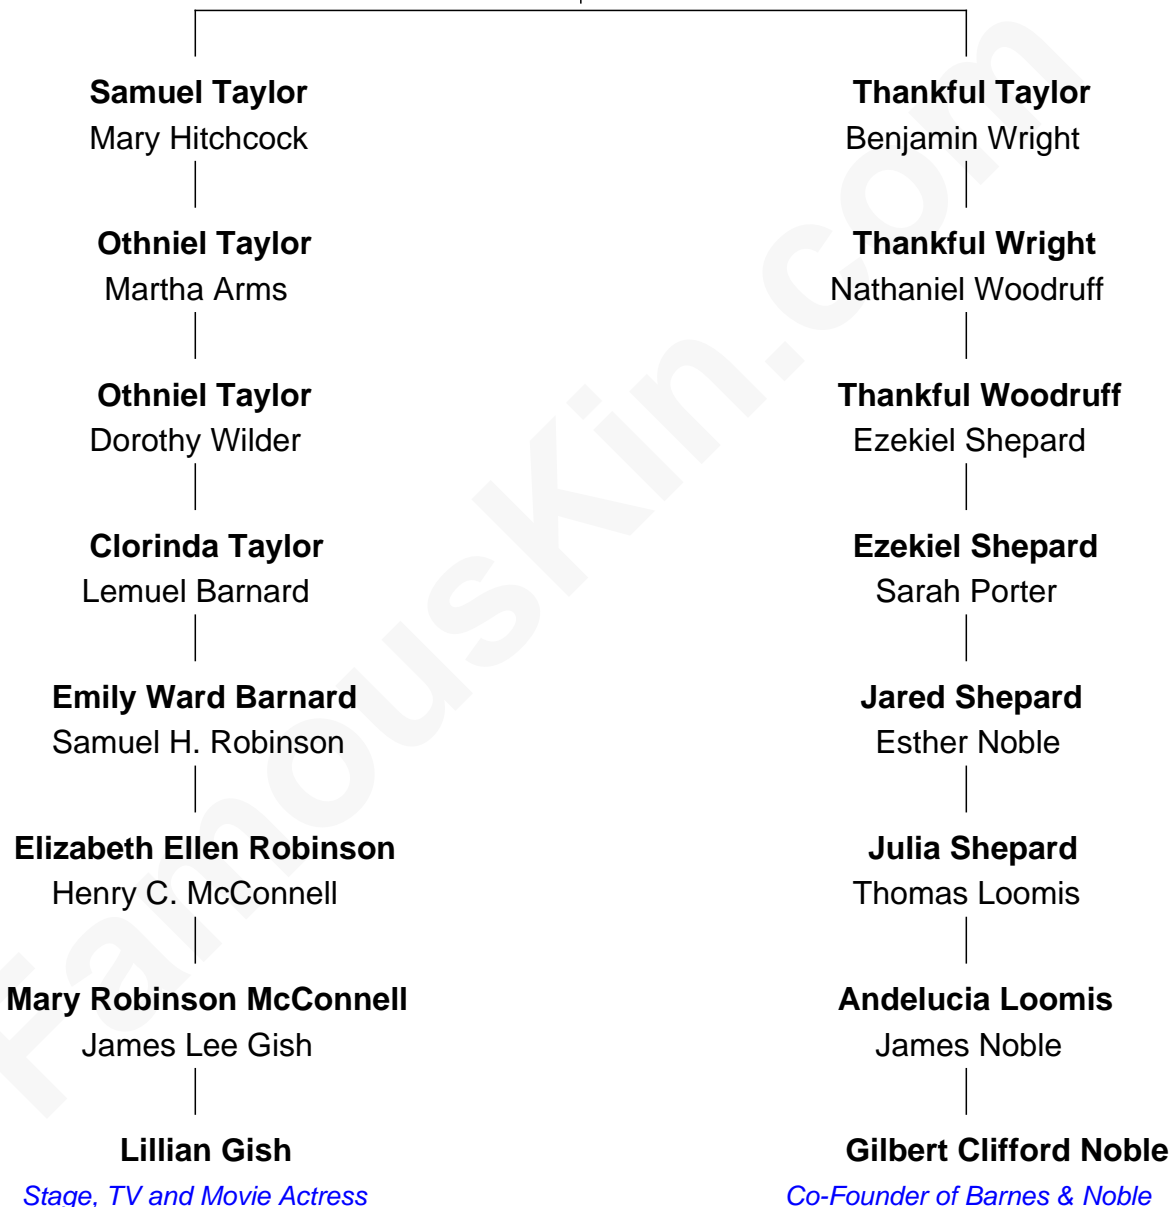 Samuel Taylor
Mary Hitchcock
Othniel Taylor
Martha Arms
Othniel Taylor
Dorothy Wilder
Clorinda Taylor
Lemuel Barnard
Emily Ward Barnard
Samuel H. Robinson
Elizabeth Ellen Robinson
Henry C. McConnell
Mary Robinson McConnell
James Lee Gish
Lillian Gish
Stage, TV and Movie Actress
Thankful Taylor
Benjamin Wright
Thankful Wright
Nathaniel Woodruff
Thankful Woodruff
Ezekiel Shepard
Ezekiel Shepard
Sarah Porter
Jared Shepard
Esther Noble
Julia Shepard
Thomas Loomis
Andelucia Loomis
James Noble
Gilbert Clifford Noble
Co-Founder of Barnes & Noble
FamousKin.com